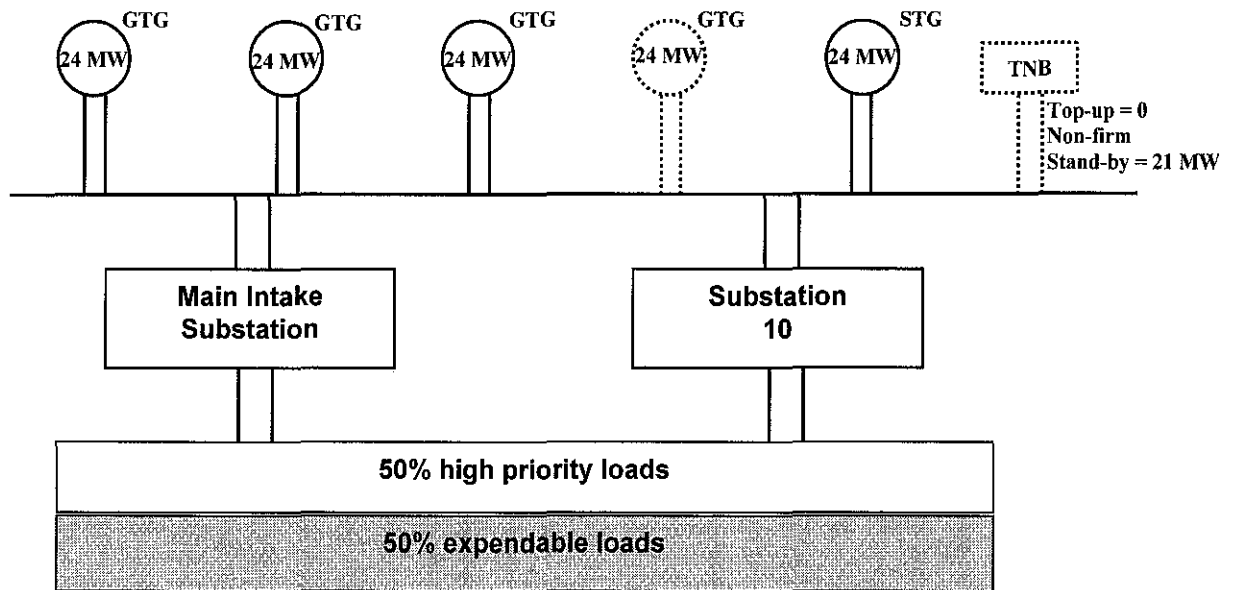 GTG
GTG
GTG
GTG
STG
24 MW
24 MW
24 MW
24 MW
24 MW
TNB
Top-up = 0
Non-firm
Stand-by = 21 MW
Main Intake
Substation
Substation
10
50% high priority loads
50% expendable loads